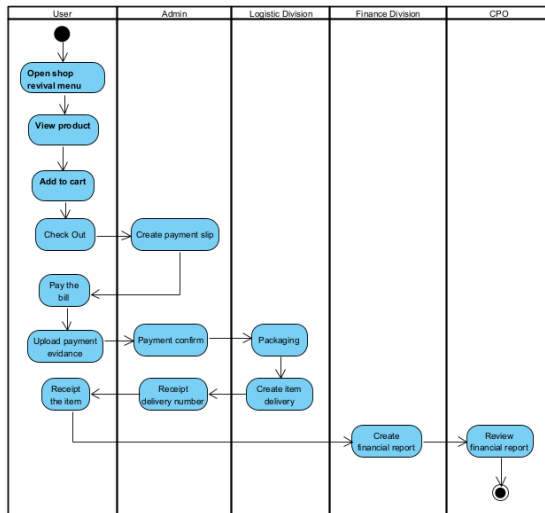 User
Admin
Logistic Division
Finance Division
CPO
Open shop
revival menu
View product
Add to cart
Check Out
Create payment slip
Pay the
bill
Upload payment
evidance
Payment confirm
Packaging
Receipt
the item
Receipt
delivery number
Create item
delivery
Create
financial report
Review
financial report